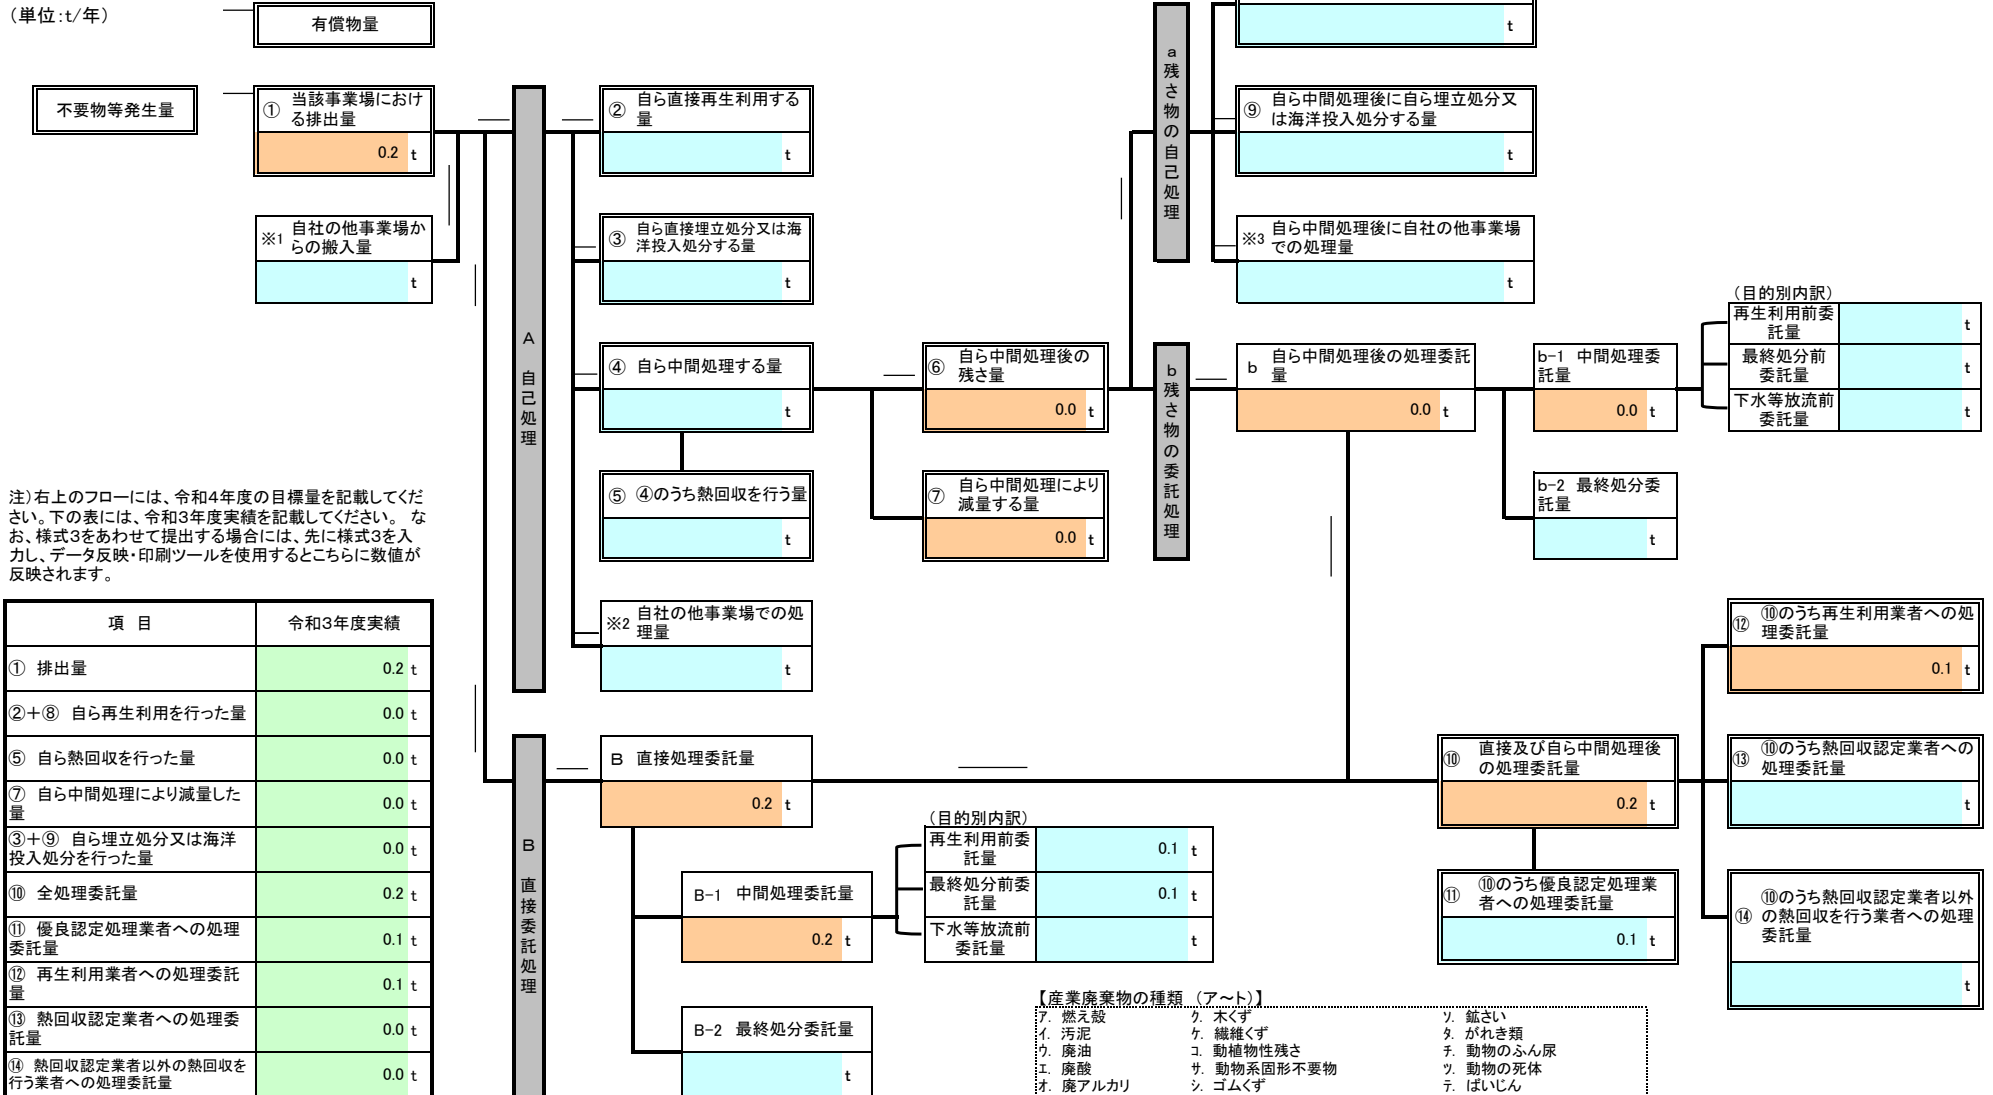 (単位:t/年)
有償物量
不要物等発生量
① 当該事業場におけ
る排出量
0.2 t
※1 自社の他事業場か
らの搬入量
t
A 自己処理
② 自ら直接再生利用する
量
t
③ 自ら直接埋立処分又は海
洋投入処分する量
t
④ 自ら中間処理する量
t
⑤ ④のうち熱回収を行う量
t
※2 自社の他事業場での処
理量
t
⑥ 自ら中間処理後の
残さ量
0.0 t
⑦ 自ら中間処理により
減量する量
0.0 t
a 残さ物の自己処理
t
⑨ 自ら中間処理後に自ら埋立処分又
は海洋投入処分する量
t
※3 自ら中間処理後に自社の他事業場
での処理量
t
b 残さ物の委託処理
b 自ら中間処理後の処理委託
量
0.0 t
b-1 中間処理委
託量
0.0 t
b-2 最終処分委
託量
t
(目的別内訳)
再生利用前委
託量
t
最終処分前
委託量
t
下水等放流前
委託量
t
注)右上のフローには、令和4年度の目標量を記載してくだ
さい。下の表には、令和3年度実績を記載してください。 な
お、様式3をあわせて提出する場合には、先に様式3を入
力し、データ反映・印刷ツールを使用するとこちらに数値が
反映されます。
項 目 令和3年度実績
① 排出量 0.2 t
②+⑧ 自ら再生利用を行った量 0.0 t
⑤ 自ら熱回収を行った量 0.0 t
⑦ 自ら中間処理により減量した
量 0.0 t
③+⑨ 自ら埋立処分又は海洋
投入処分を行った量 0.0 t
⑩ 全処理委託量 0.2 t
⑪ 優良認定処理業者への処理
委託量 0.1 t
⑫ 再生利用業者への処理委託
量 0.1 t
⑬ 熱回収認定業者への処理委
託量 0.0 t
⑭ 熱回収認定業者以外の熱回収を
行う業者への処理委託量 0.0 t
B 直接委託処理
B 直接処理委託量
0.2 t
B-1 中間処理委託量
0.2 t
B-2 最終処分委託量
t
(目的別内訳)
再生利用前委
託量
0.1 t
最終処分前委
託量
0.1 t
下水等放流前
委託量
t
⑩ 直接及び自ら中間処理後
の処理委託量
0.2 t
⑪ ⑩のうち優良認定処理業
者への処理委託量
0.1 t
⑫ ⑩のうち再生利用業者への処
理委託量
0.1 t
⑬ ⑩のうち熱回収認定業者への
処理委託量
t
⑭ ⑩のうち熱回収認定業者以外
の熱回収を行う業者への処理
委託量
t
【産業廃棄物の種類 (ア~ト)】
ア. 燃え殻 ク. 木くず ソ. 鉱さい
イ. 汚泥 ケ. 繊維くず タ. がれき類
ウ. 廃油 コ. 動植物性残さ チ. 動物のふん尿
エ. 廃酸 サ. 動物系固形不要物 ツ. 動物の死体
オ. 廃アルカリ シ. ゴムくず テ. ばいじん